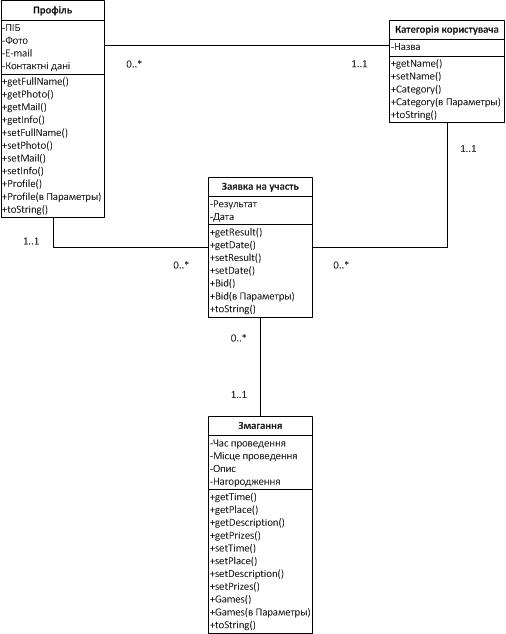 Профіль
-ПІБ
-Фото
-E-mail
-Контактні дані
+getFullName()
+getPhoto()
+getMail()
+getInfo()
+setFullName()
+setPhoto()
+setMail()
+setInfo()
+Profile()
+Profile(в Параметры)
+toString()
0..*
1..1
Категорія користувача
-Назва
+getName()
+setName()
+Category()
+Category(в Параметры)
+toString()
1..1
1..1
0..*
Заявка на участь
-Результат
-Дата
+getResult()
+getDate()
+setResult()
+setDate()
+Bid()
+Bid(в Параметры)
+toString()
0..*
0..*
1..1
Змагання
-Час проведення
-Місце проведення
-Опис
-Нагородження
+getTime()
+getPlace()
+getDescription()
+getPrizes()
+setTime()
+setPlace()
+setDescription()
+setPrizes()
+Games()
+Games(в Параметры)
+toString()